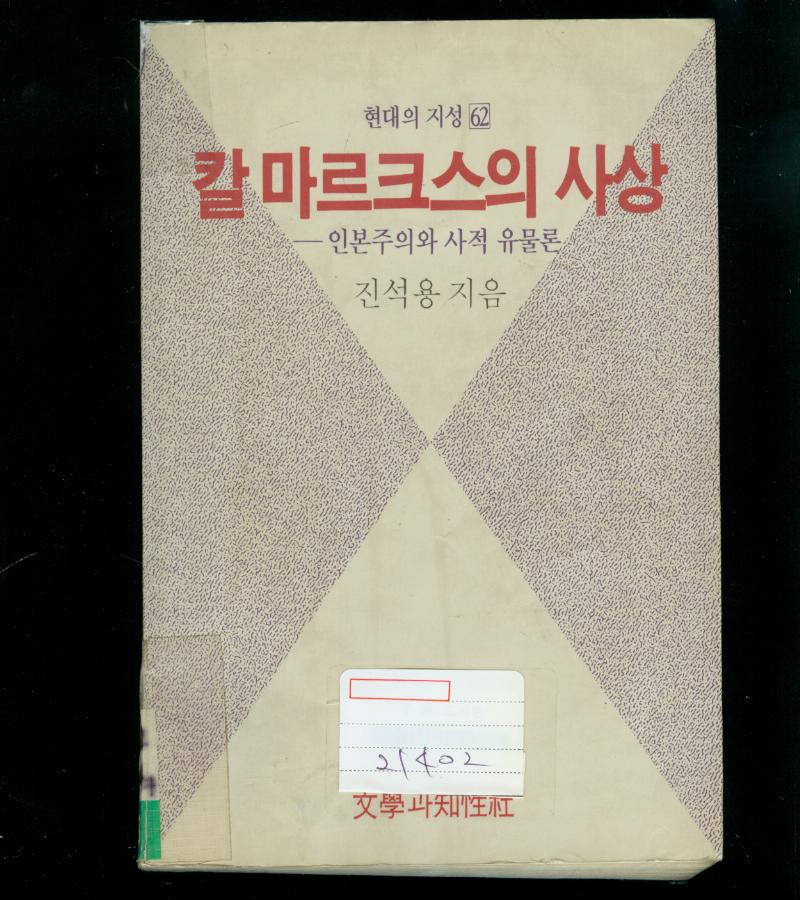 현대의 지성 62
칼 마르크스의 사상
— 인본주의와 사적 유물론
진석용 지음
21402
文學과知性社